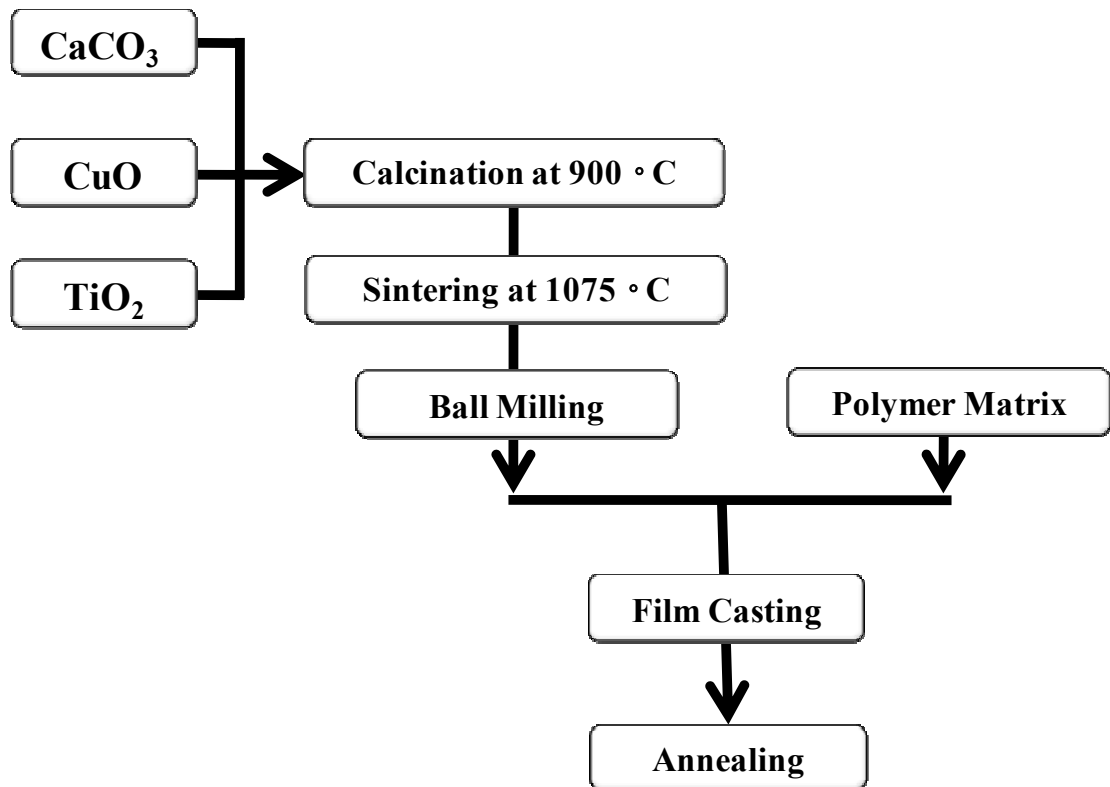 CaCO₃
CuO
TiO₂
Calcination at 900 ∘ C
Sintering at 1075 ∘ C
Ball Milling
Polymer Matrix
Film Casting
Annealing